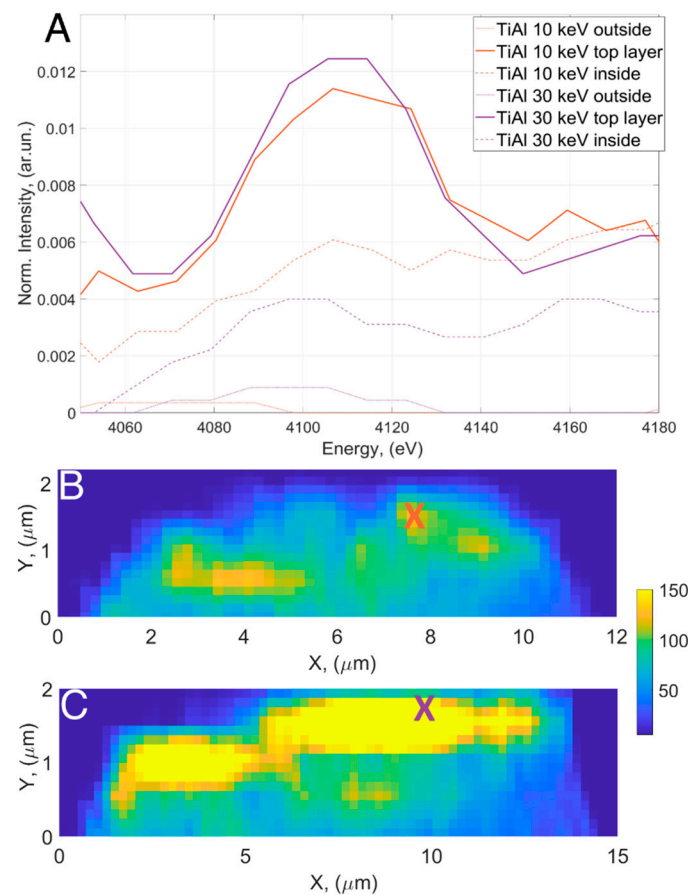 A
TiAl 10 keV outside
TiAl 10 keV top layer
TiAl 10 keV inside
TiAl 30 keV outside
TiAl 30 keV top layer
TiAl 30 keV inside
0.012
0.01
0.008
0.006
0.004
0.002
0
Norm. Intensity, (ar.un.)
4060 4080 4100 4120 4140 4160 4180
Energy, (eV)
B
2
1
0
Y, (μm)
X
0 2 4 6 8 10 12
X, (μm)
150
100
50
C
2
1
0
Y, (μm)
X
0 5 10 15
X, (μm)